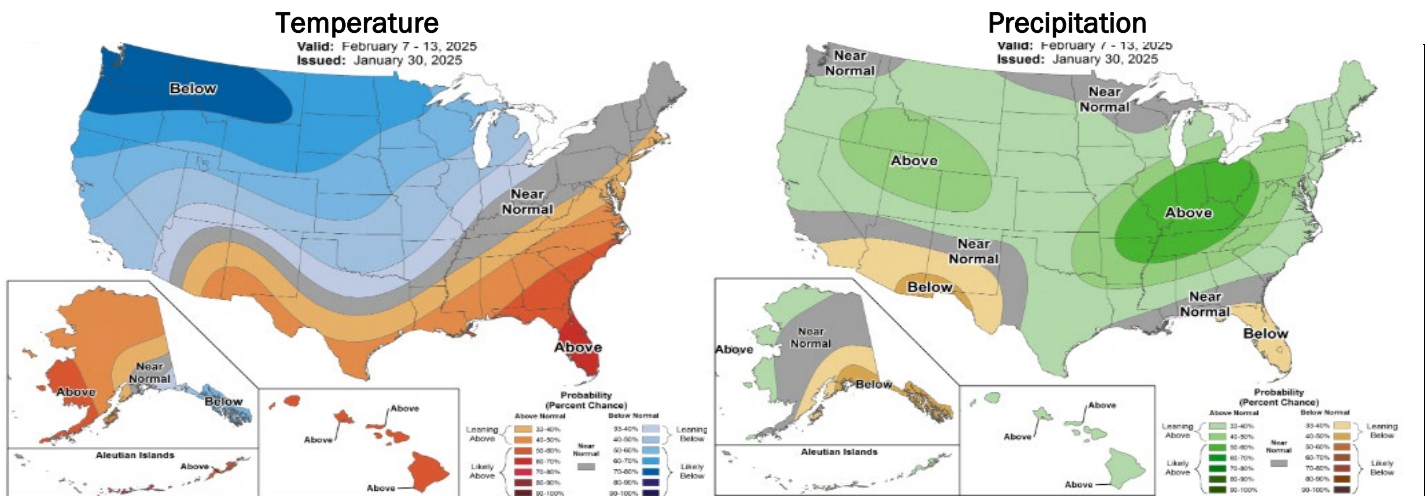 Temperature
Valid: February 7 - 13, 2025
Issued: January 30, 2025
Below
Near
Normal
Above
Above
Near
Normal
Below
Aleutian Islands
Above
Above
Above
Above
Probability
(Percent Chance)
Above Normal
Below Normal
Leaning
Above
Likely
Above
33-40%
40-50%
50-60%
60-70%
70-80%
80-90%
90-100%
Near
Normal
33-40%
40-50%
50-60%
60-70%
70-80%
80-90%
90-100%
Leaning
Below
Likely
Below
Precipitation
Valid: February 7 - 13, 2025
Issued: January 30, 2025
Near
Normal
Near
Normal
Above
Above
Near
Normal
Below
Near
Normal
Below
Above
Near
Normal
Below
Aleutian Islands
Above
Above
Above
Probability
(Percent Chance)
Above Normal
Below Normal
Leaning
Above
Likely
Above
33-40%
40-50%
50-60%
60-70%
70-80%
80-90%
90-100%
Near
Normal
33-40%
40-50%
50-60%
60-70%
70-80%
80-90%
90-100%
Leaning
Below
Likely
Below